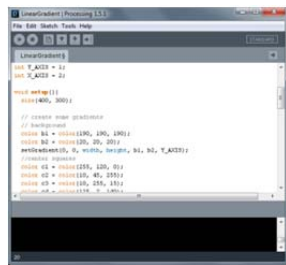 LinearGradient | Processing 1.5.1
File Edit Sketch Tools Help
STANDARD
LinearGradient §
int Y_AXIS = 1;
int X_AXIS = 2;
void setup(){
size(400, 300);
// create some gradients
// background
color b1 = color(190, 190, 190);
color b2 = color(20, 20, 20);
setGradient(0, 0, width, height, b1, b2, Y_AXIS);
//center squares
color c1 = color(255, 120, 0);
color c2 = color(10, 45, 255);
color c3 = color(10, 255, 15);
20